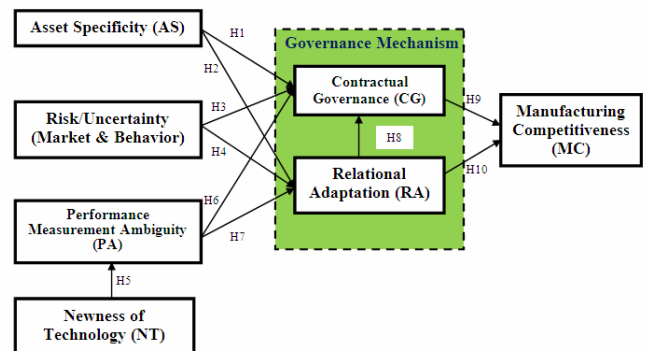 Asset Specificity (AS)
H1
H2
Governance Mechanism
Contractual
Governance (CG)
Risk/Uncertainty
(Market & Behavior)
H3
H4
H8
H9
Manufacturing
Competitiveness
(MC)
Relational
Adaptation (RA)
H10
Performance
Measurement Ambiguity
(PA)
H6
H7
H5
Newness of
Technology (NT)